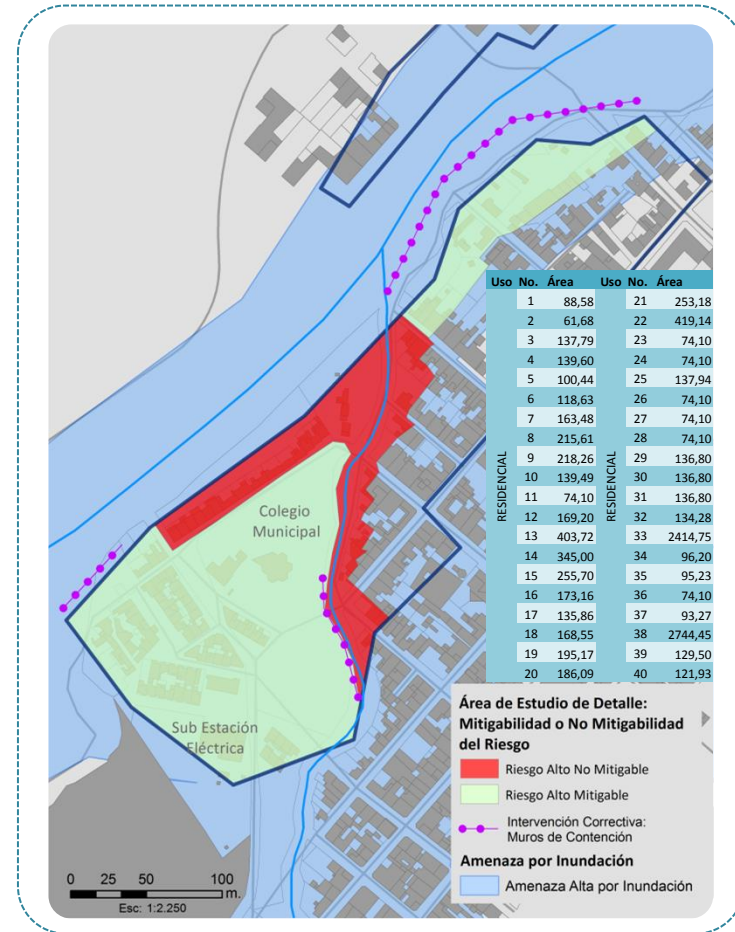 Uso No. Área Uso No. Área
RESIDENCIAL RESIDENCIAL
1 88,58 21 253,18
2 61,68 22 419,14
3 137,79 23 74,10
4 139,60 24 74,10
5 100,44 25 137,94
6 118,63 26 74,10
7 163,48 27 74,10
8 215,61 28 74,10
9 218,26 29 136,80
10 139,49 30 136,80
11 74,10 31 136,80
12 169,20 32 134,28
13 403,72 33 2414,75
14 345,00 34 96,20
15 255,70 35 95,23
16 173,16 36 74,10
17 135,86 37 93,27
18 168,55 38 2744,45
19 195,17 39 129,50
20 186,09 40 121,93
Colegio
Municipal
Sub Estación
Eléctrica
Área de Estudio de Detalle:
Mitigabilidad o No Mitigabilidad
del Riesgo
Riesgo Alto No Mitigable
Riesgo Alto Mitigable
Intervención Correctiva:
Muros de Contención
Amenaza por Inundación
Amenaza Alta por Inundación
0 25 50 100
m.
Esc: 1:2.250